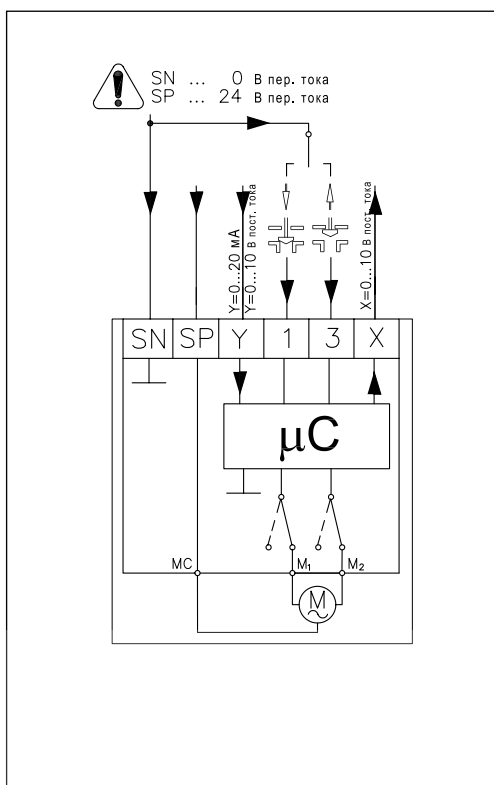 SN ... 0 В пер. тока
SP ... 24 В пер. тока
Y=0...20 мА
Y=0...10 В пост. тока
X=0...10 В пост. тока
SN SP Y 1 3 X
μC
MC M₁ M₂
M